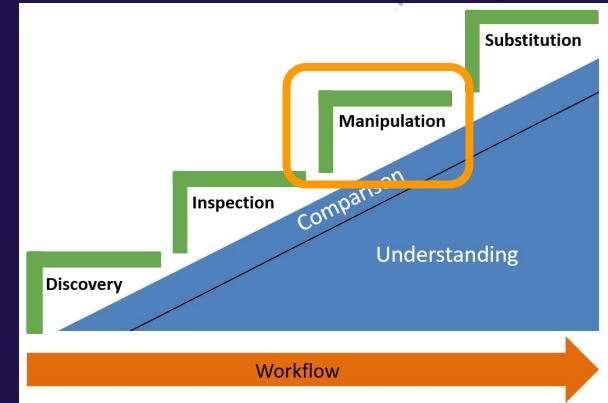 Substitution
Manipulation
Inspection
Comparison
Understanding
Discovery
Workflow